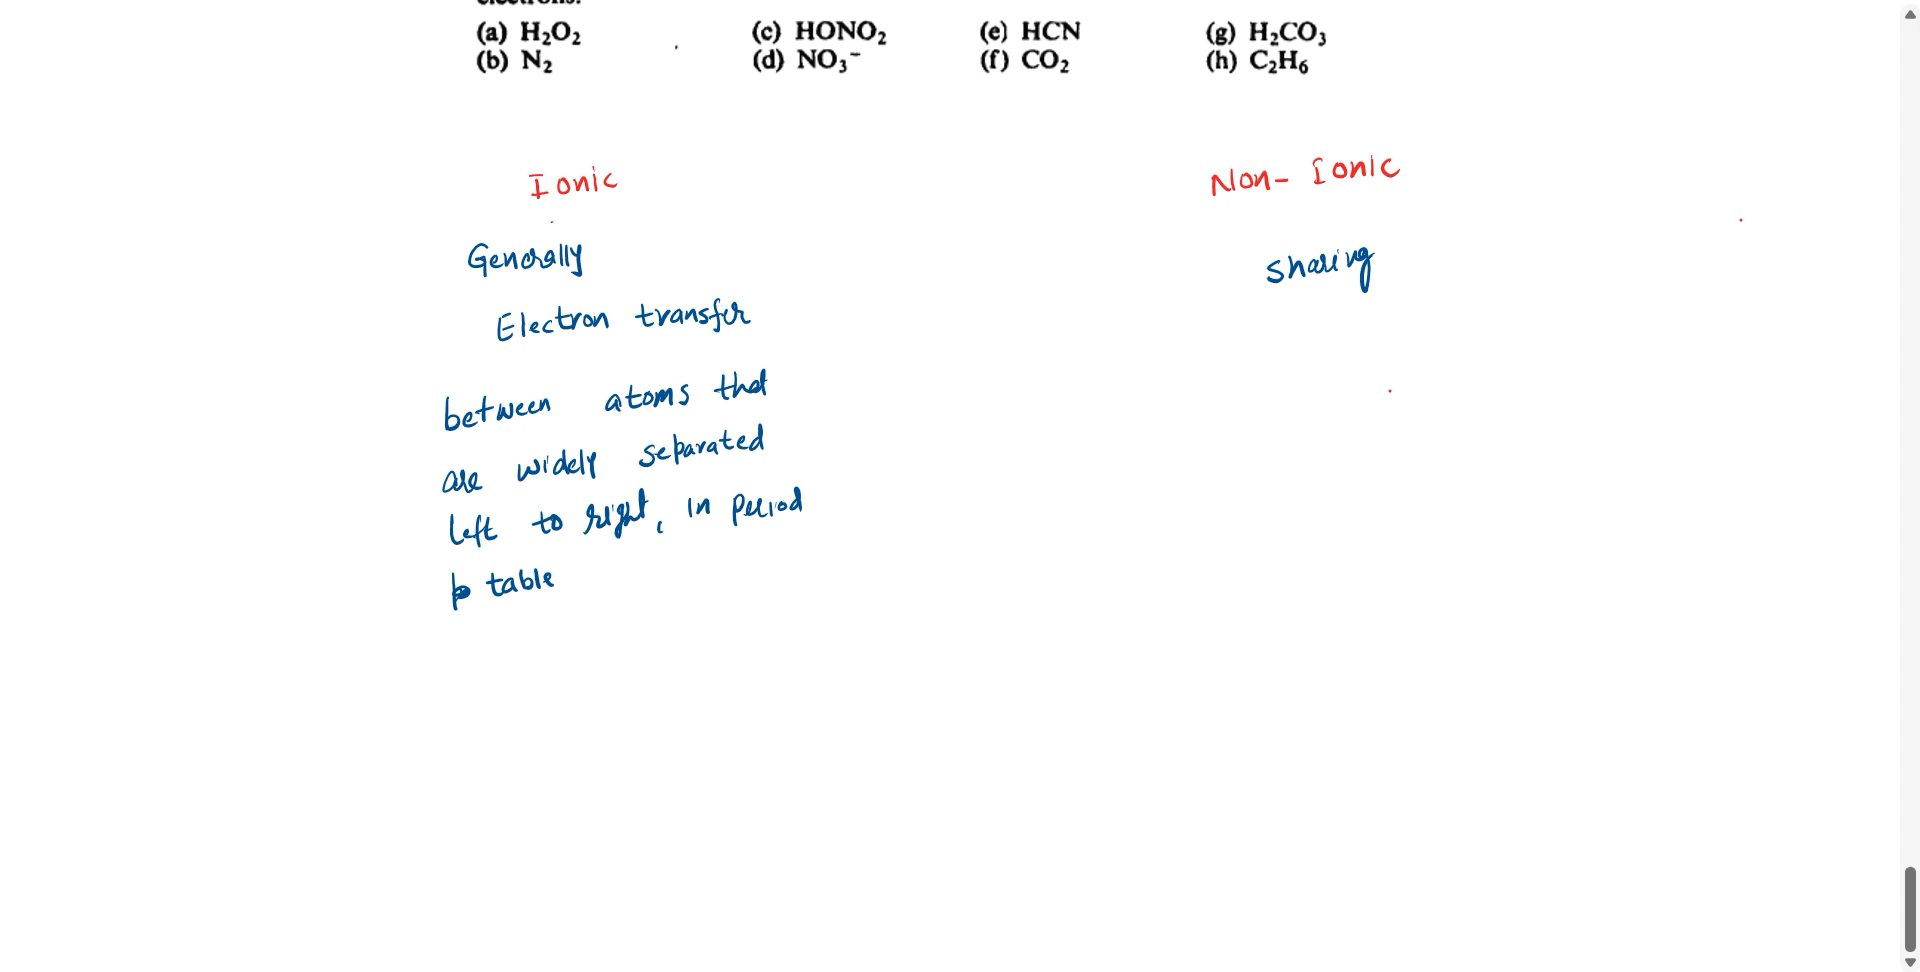 (a) H₂O₂ (c) HONO₂ (e) HCN (g) H₂CO₃
(b) N₂ (d) NO₃⁻ (f) CO₂ (h) C₂H₆
Ionic Non-Ionic
Generally sharing
Electron transfer
between atoms that
are widely separated
left to right, in period
table